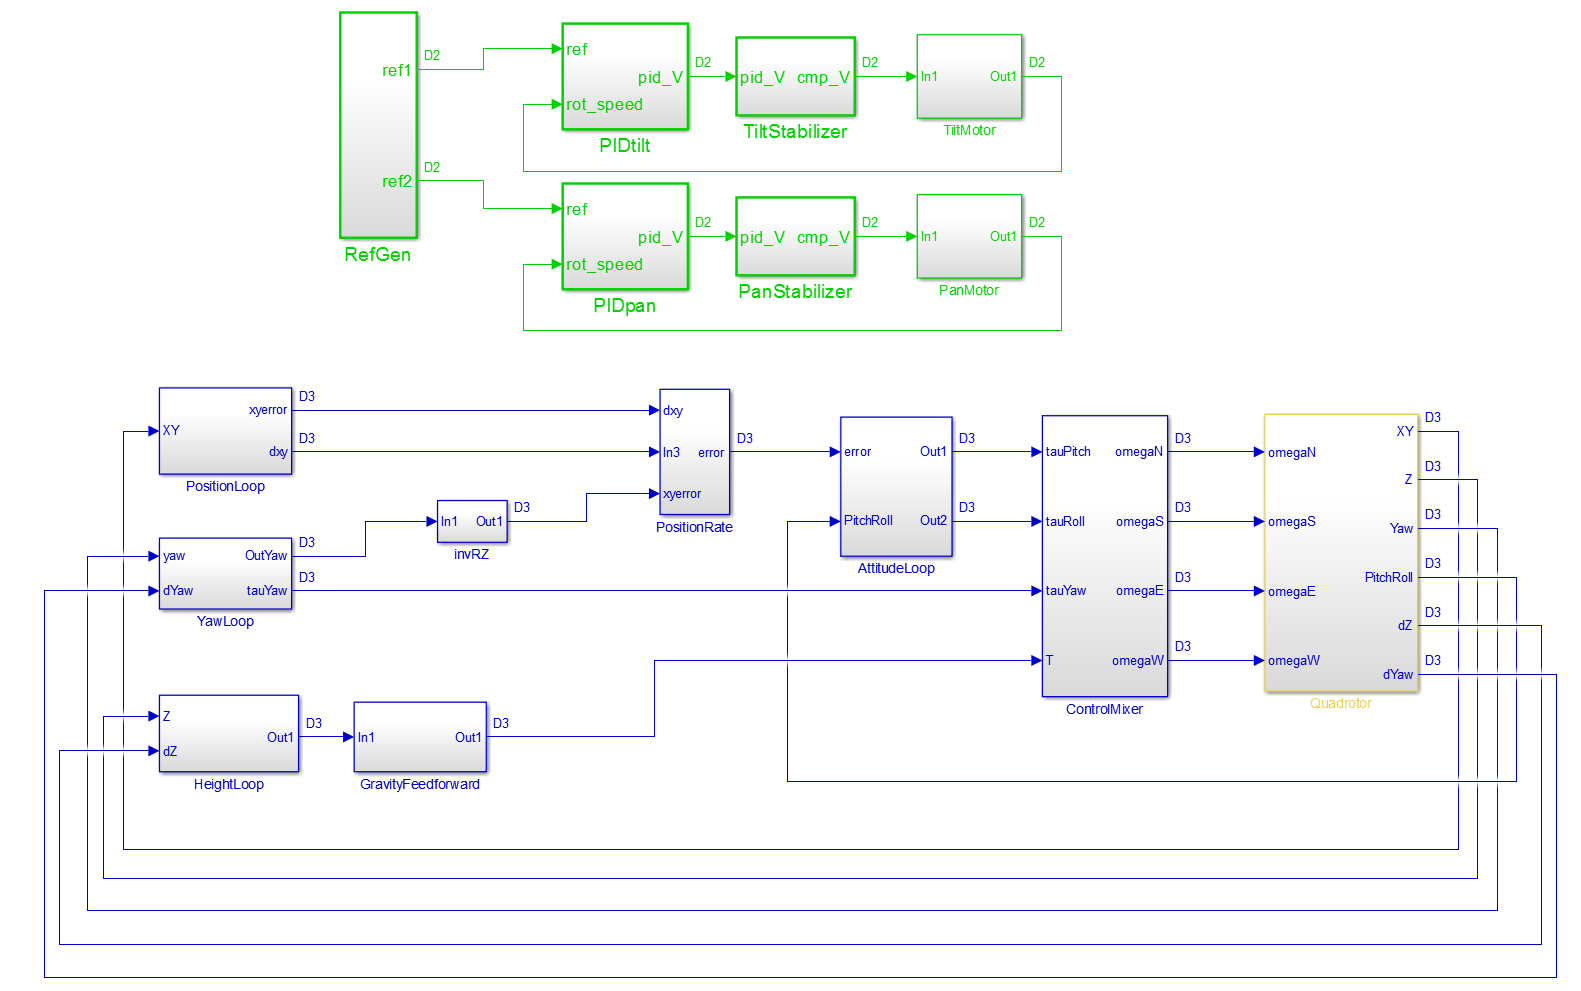 ref1
D2
ref2
D2
RefGen
ref
rot_speed
pid_V
D2
PIDtilt
pid_V
cmp_V
D2
TiltStabilizer
In1
Out1
D2
TiltMotor
ref
rot_speed
pid_V
D2
PIDpan
pid_V
cmp_V
D2
PanStabilizer
In1
Out1
D2
PanMotor
XY
xyerror
D3
dxy
D3
PositionLoop
yaw
dYaw
OutYaw
D3
tauYaw
D3
YawLoop
In1
Out1
D3
invRZ
dxy
In3
xyerror
error
D3
PositionRate
error
PitchRoll
Out1
D3
Out2
D3
AttitudeLoop
Z
dZ
Out1
D3
HeightLoop
In1
Out1
D3
GravityFeedforward
tauPitch
tauRoll
tauYaw
T
omegaN
D3
omegaS
D3
omegaE
D3
omegaW
D3
ControlMixer
omegaN
omegaS
omegaE
omegaW
XY
D3
Z
D3
Yaw
D3
PitchRoll
D3
dZ
D3
dYaw
D3
Quadrotor